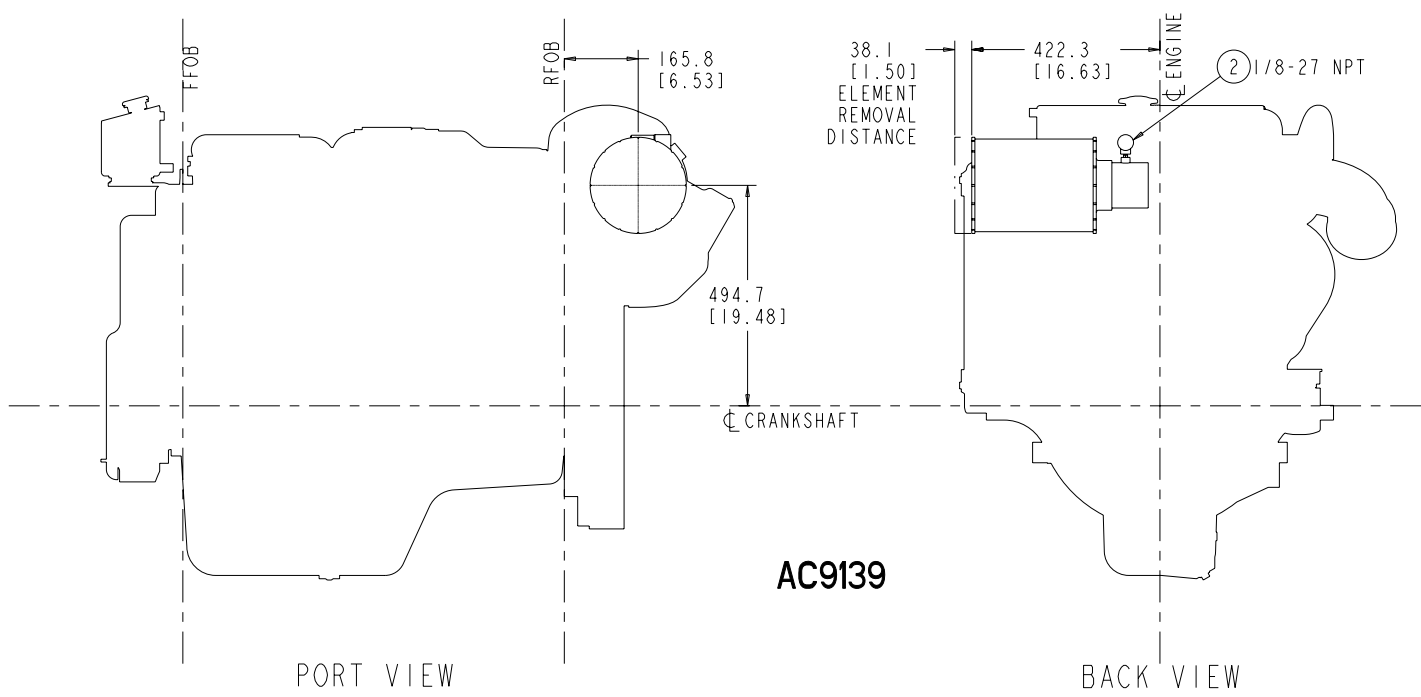 FFOB
RFOB
165.8
[6.53]
38.1
[1.50]
ELEMENT
REMOVAL
DISTANCE
422.3
[16.63]
℄ ENGINE
2 1/8-27 NPT
494.7
[19.48]
℄ CRANKSHAFT
AC9139
PORT VIEW
BACK VIEW